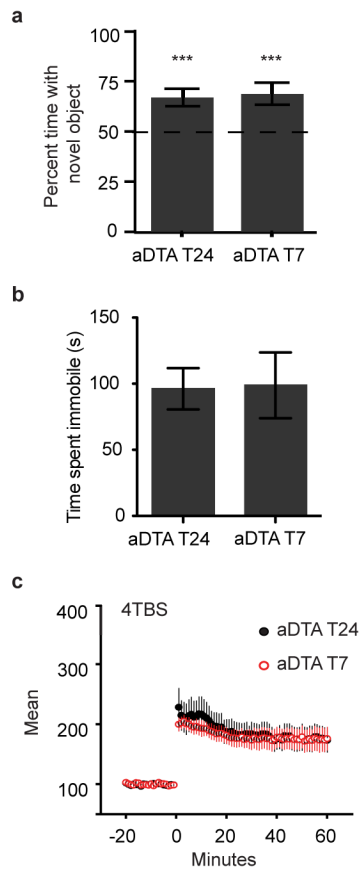 a
Percent time with
novel object
100
75
50
25
0
***
***
aDTA T24
aDTA T7
b
Time spent immobile (s)
150
100
50
0
aDTA T24
aDTA T7
c
4TBS
aDTA T24
aDTA T7
Mean
400
300
200
100
-20
0
20
40
60
Minutes